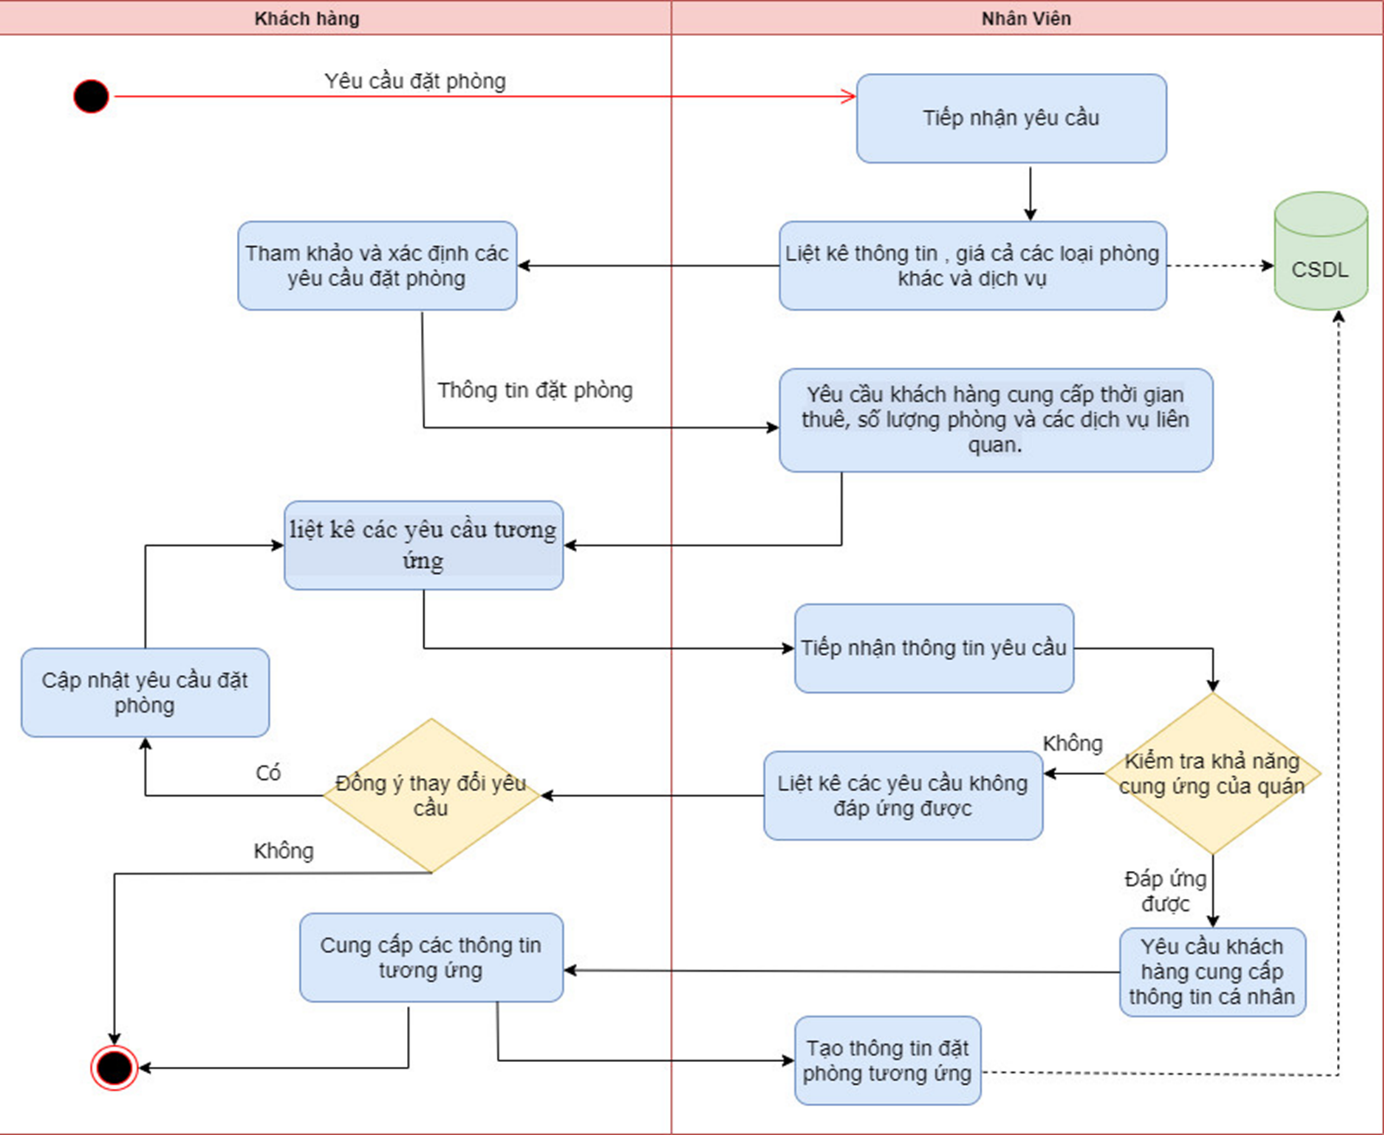 Khách hàng
Nhân Viên
Yêu cầu đặt phòng
Tiếp nhận yêu cầu
Tham khảo và xác định các
yêu cầu đặt phòng
Liệt kê thông tin , giá cả các loại phòng
khác và dịch vụ
CSDL
Thông tin đặt phòng
Yêu cầu khách hàng cung cấp thời gian
thuê, số lượng phòng và các dịch vụ liên
quan.
liệt kê các yêu cầu tương
ứng
Tiếp nhận thông tin yêu cầu
Cập nhật yêu cầu đặt
phòng
Không
Kiểm tra khả năng
cung ứng của quán
Có
Đồng ý thay đổi yêu
cầu
Liệt kê các yêu cầu không
đáp ứng được
Không
Đáp ứng
được
Cung cấp các thông tin
tương ứng
Yêu cầu khách
hàng cung cấp
thông tin cá nhân
Tạo thông tin đặt
phòng tương ứng